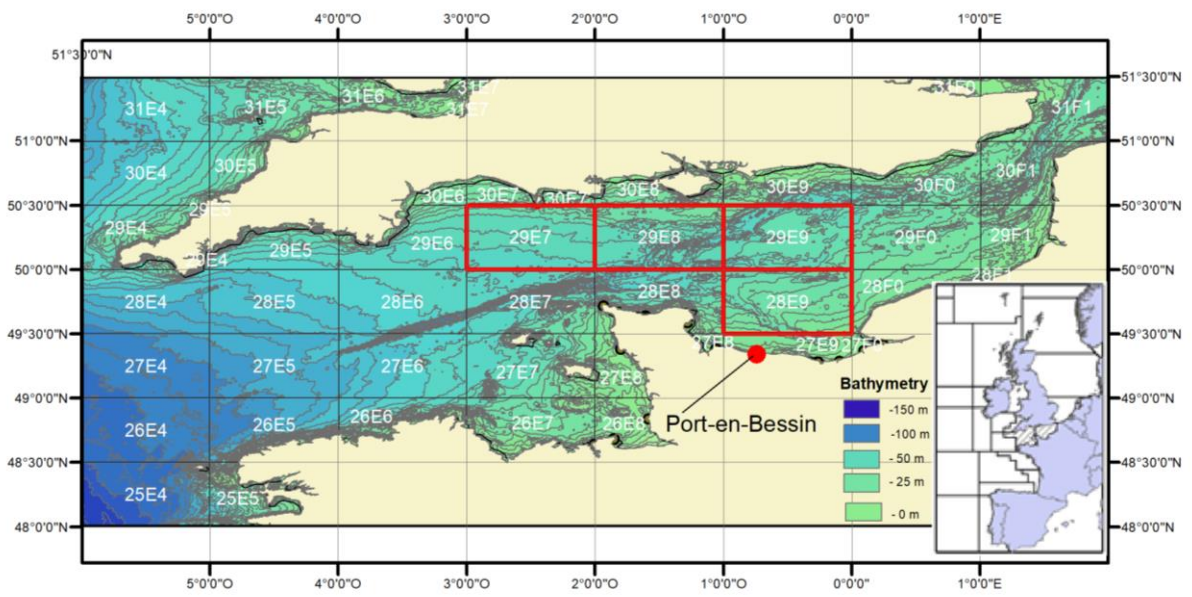 5°0'0"O 4°0'0"O 3°0'0"O 2°0'0"O 1°0'0"O 0°0'0" 1°0'0"E
51°30'0"N
51°30'0"N
31E4 31E5 31E6 31E7 31F0 31F1
31E7
51°0'0"N 51°0'0"N
30E4 30E5 30F1
30E6 30E7 30E7 30E8 30E9 30F0
50°30'0"N 50°30'0"N
29E4 29E5
29E4 29E5 29E6 29E7 29E8 29E9 29F0 29F1
50°0'0"N 28E1 50°0'0"N
28E4 28E5 28E6 28E7 28E8 28E9 28F0
49°30'0"N 49°30'0"N
27E8 27E9 27F0
27E4 27E5 27E6 27E7 27E8
49°0'0"N 49°0'0"N
26E4 26E5 26E6 26E7 26E8
Port-en-Bessin
48°30'0"N 48°30'0"N
25E4 25E5
48°0'0"N 48°0'0"N
Bathymetry
-150 m
-100 m
- 50 m
- 25 m
- 0 m
5°0'0"O 4°0'0"O 3°0'0"O 2°0'0"O 1°0'0"O 0°0'0" 1°0'0"E